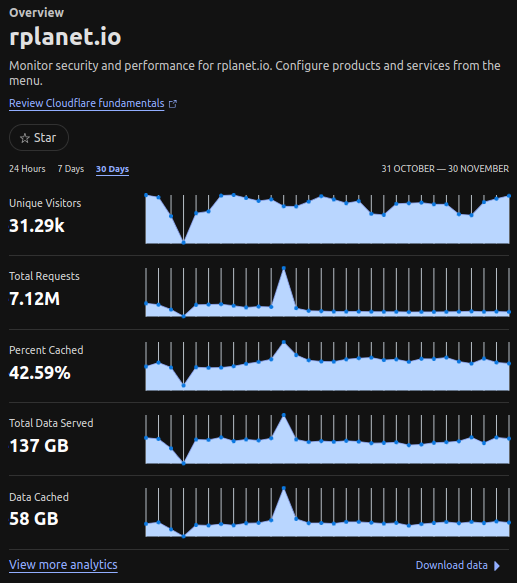 Overview
rplanet.io
Monitor security and performance for rplanet.io. Configure products and services from the
menu.
Review Cloudflare fundamentals
☆ Star
24 Hours 7 Days 30 Days 31 OCTOBER — 30 NOVEMBER
Unique Visitors
31.29k
Total Requests
7.12M
Percent Cached
42.59%
Total Data Served
137 GB
Data Cached
58 GB
View more analytics Download data